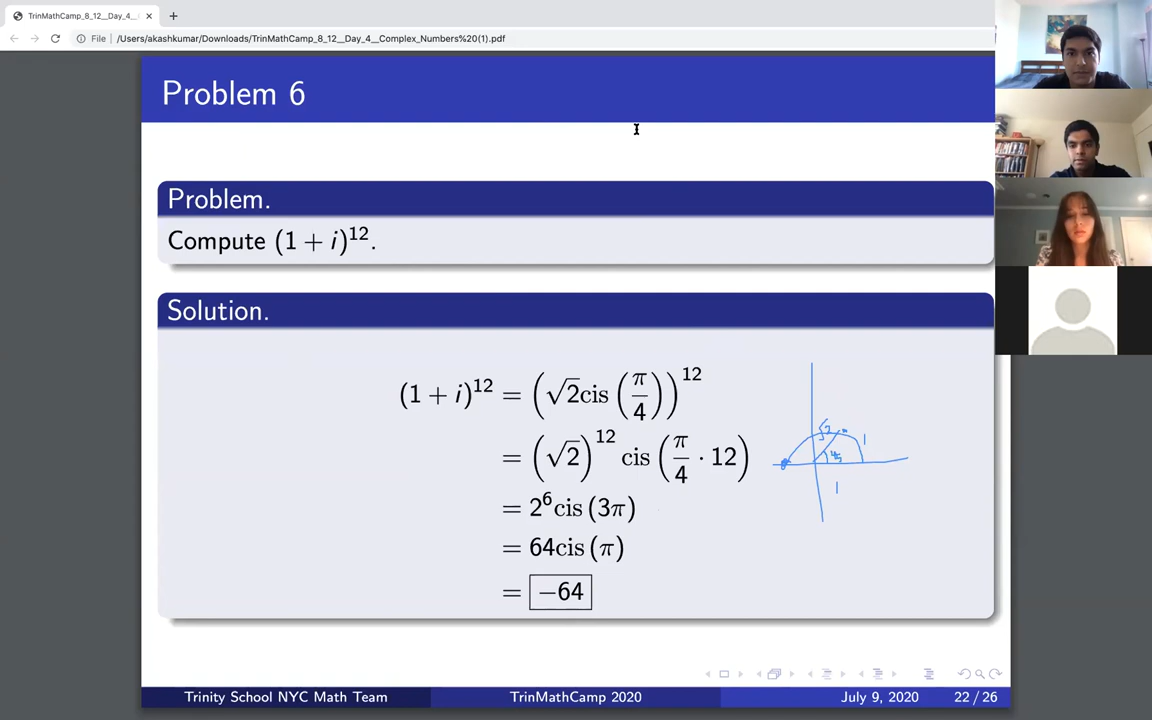 TrinMathCamp_8_12__Day_4_
File /Users/akashkumar/Downloads/TrinMathCamp_8_12__Day_4__Complex_Numbers%20(1).pdf
Problem 6
Problem.
Compute (1 + i)^12.
Solution.
(1 + i)^12 = (√2cis(π/4))^12
= (√2)^12 cis(π/4 · 12)
= 2^6cis(3π)
= 64cis(π)
= −64
√2
1
45
1
Trinity School NYC Math Team TrinMathCamp 2020 July 9, 2020 22 / 26